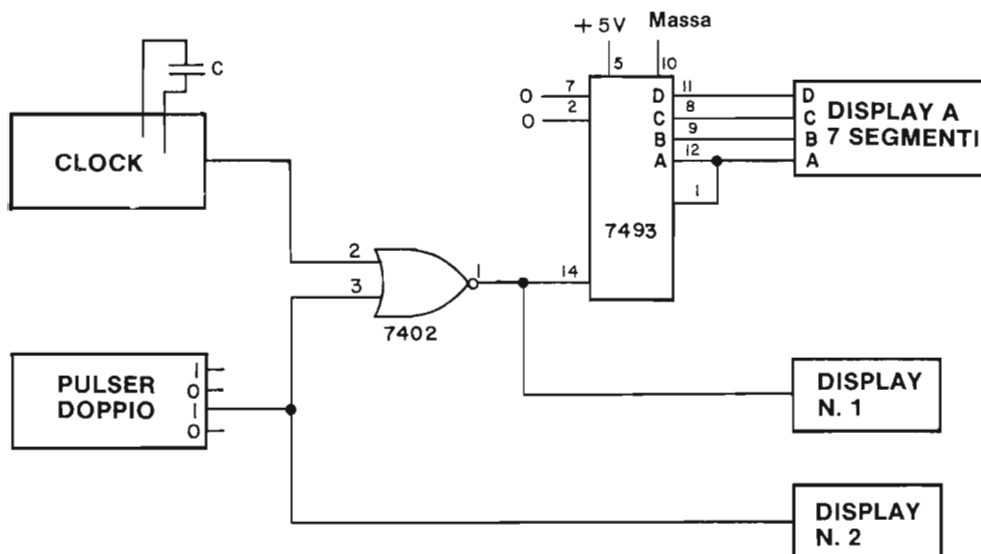 +5V Massa
5 10
C
7
0
2
0
D 11 D
C 8 C
B 9 B
A 12 A
1
DISPLAY A
7 SEGMENTI
CLOCK
7493
2
3
1
14
7402
PULSER
DOPPIO
1
0
1
0
DISPLAY
N. 1
DISPLAY
N. 2